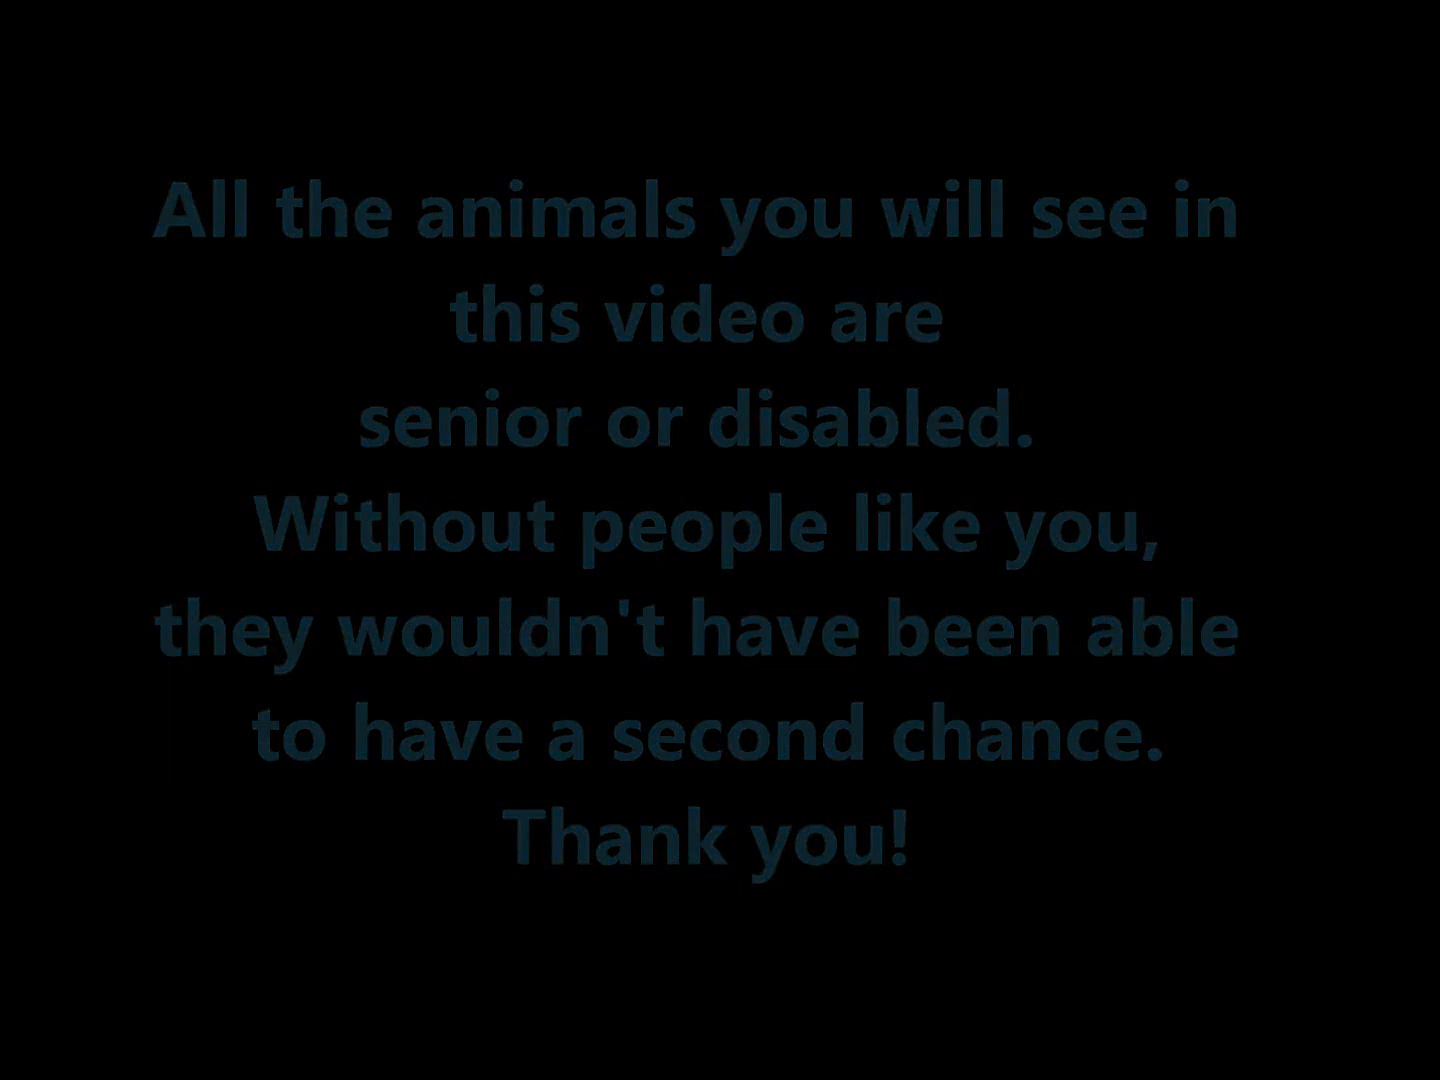 All the animals you will see in
this video are
senior or disabled.
Without people like you,
they wouldn't have been able
to have a second chance.
Thank you!